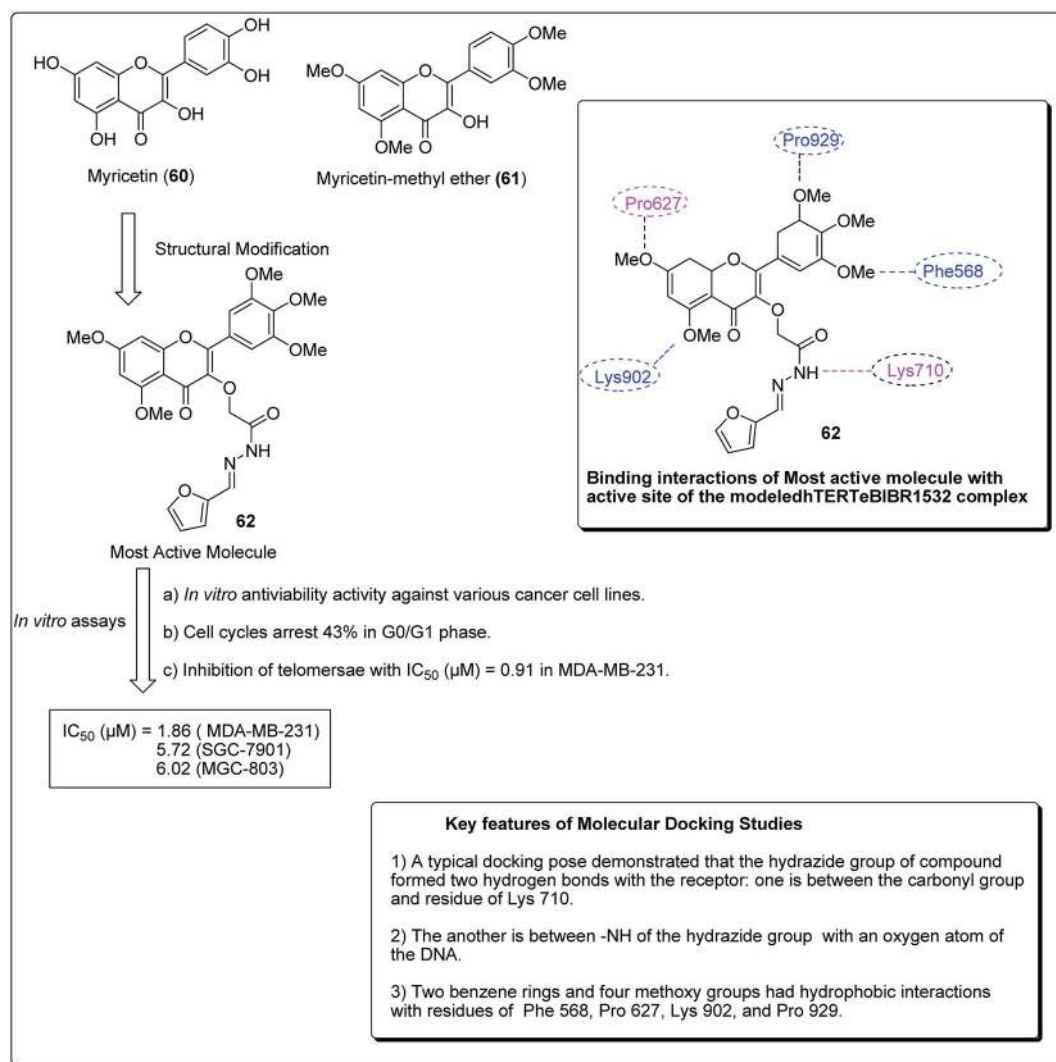 OH
OH
HO
O
OH
OH
O
Myricetin (60)
OMe
OMe
MeO
O
OH
OMe
O
Myricetin-methyl ether (61)
Structural Modification
OMe
OMe
MeO
O
OMe
O
OMe
O
O
NH
N
O
62
Most Active Molecule
Pro929
OMe
Pro627
OMe
MeO
O
OMe
Phe568
O
OMe
O
O
Lys902
NH
Lys710
N
O
62
Binding interactions of Most active molecule with
active site of the modeledhTERTeBIBR1532 complex
In vitro assays
a) In vitro antiviability activity against various cancer cell lines.
b) Cell cycles arrest 43% in G0/G1 phase.
c) Inhibition of telomersae with IC50 (µM) = 0.91 in MDA-MB-231.
IC50 (µM) = 1.86 ( MDA-MB-231)
5.72 (SGC-7901)
6.02 (MGC-803)
Key features of Molecular Docking Studies
1) A typical docking pose demonstrated that the hydrazide group of compound
formed two hydrogen bonds with the receptor: one is between the carbonyl group
and residue of Lys 710.
2) The another is between -NH of the hydrazide group with an oxygen atom of
the DNA.
3) Two benzene rings and four methoxy groups had hydrophobic interactions
with residues of Phe 568, Pro 627, Lys 902, and Pro 929.